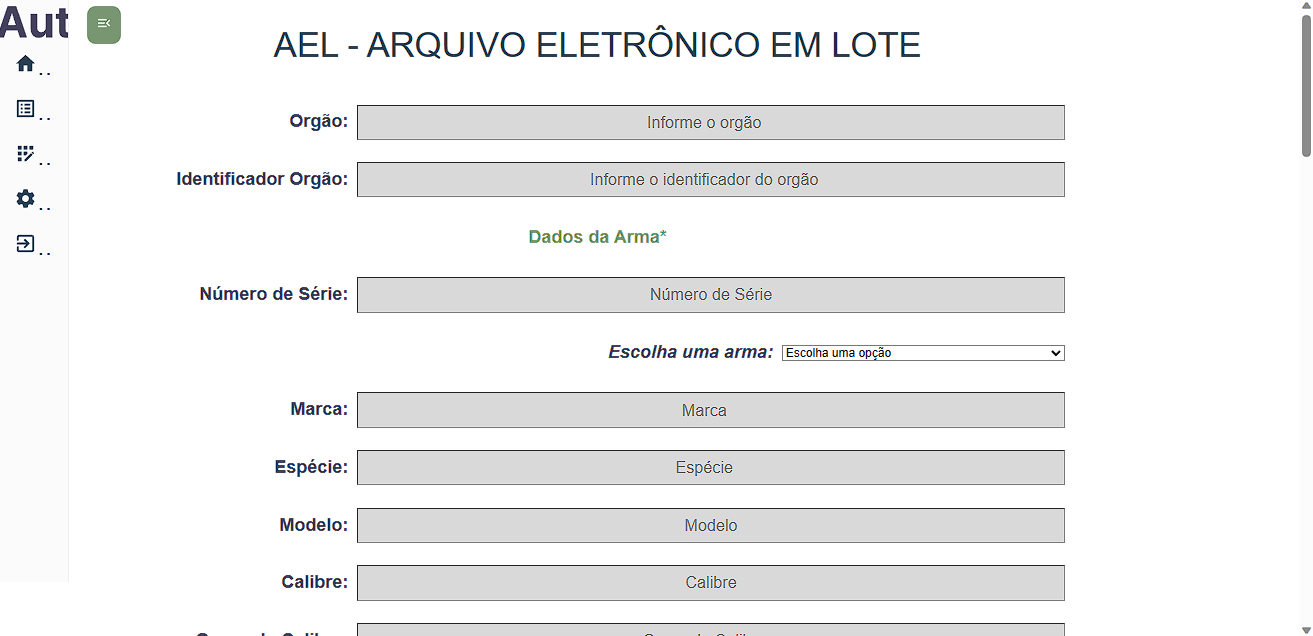 Aut
AEL - ARQUIVO ELETRÔNICO EM LOTE
..
..
..
..
..
Orgão: Informe o orgão
Identificador Orgão: Informe o identificador do orgão
Dados da Arma*
Número de Série: Número de Série
Escolha uma arma: Escolha uma opção
Marca: Marca
Espécie: Espécie
Modelo: Modelo
Calibre: Calibre